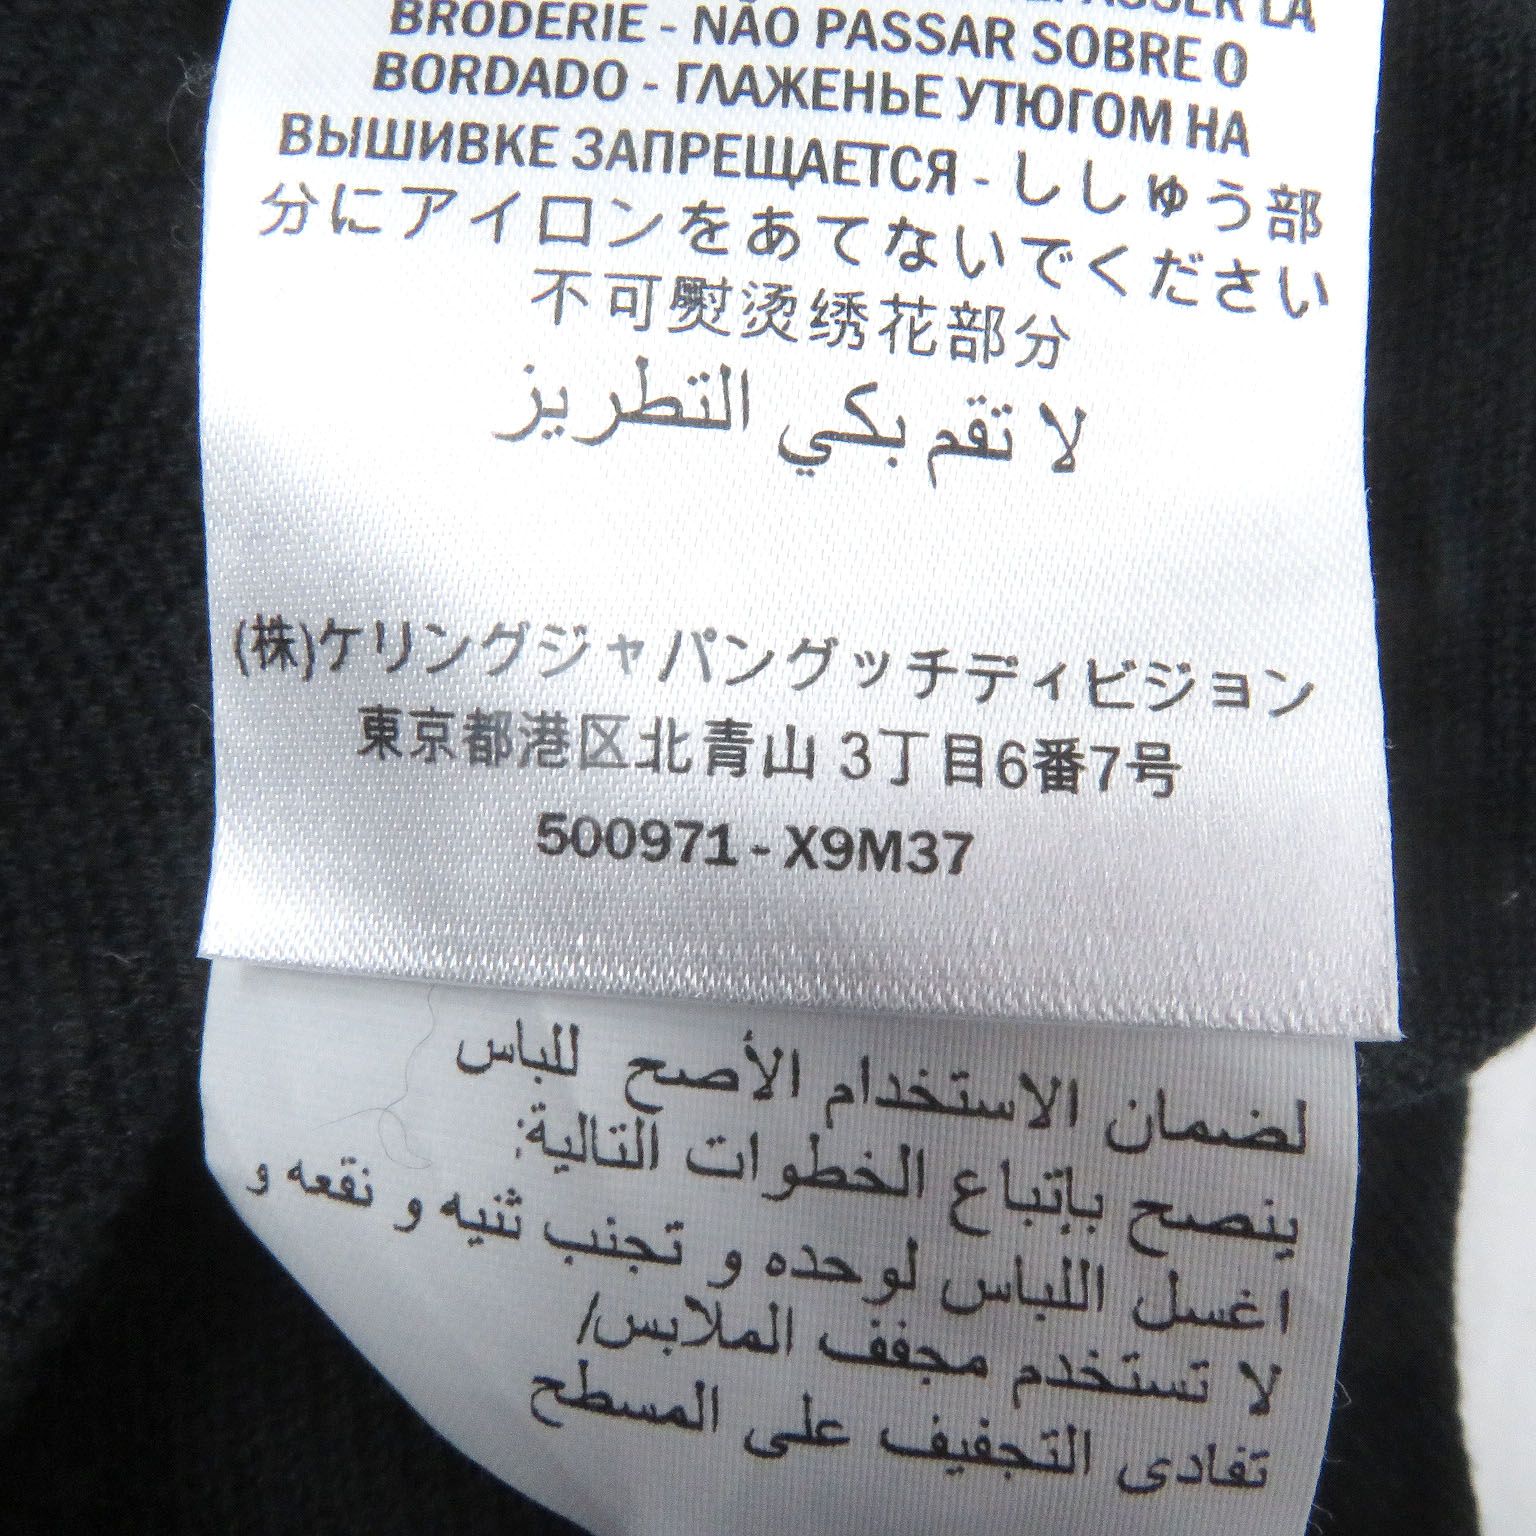 BRODERIE - NÃO PASSAR SOBRE O
BORDADO - ГЛАЖЕНЬЕ УТЮГОМ НА
ВЫШИВКЕ ЗАПРЕЩАЕТСЯ - ししゅう部
分にアイロンをあてないでください
不可熨烫绣花部分
لا تقم بكي التطريز
(株)ケリングジャパングッチディビジョン
東京都港区北青山 3丁目6番7号
500971 - X9M37
لضمان الاستخدام الأصح للباس
ينصح بإتباع الخطوات التالية:
اغسل اللباس لوحده و تجنب ثنيه و نقعه و
لا تستخدم مجفف الملابس/
تفادى التجفيف على المسطح